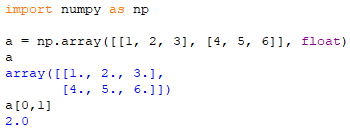 import numpy as np
a = np.array([[1, 2, 3], [4, 5, 6]], float)
a
array([[1., 2., 3.],
       [4., 5., 6.]])
a[0,1]
2.0